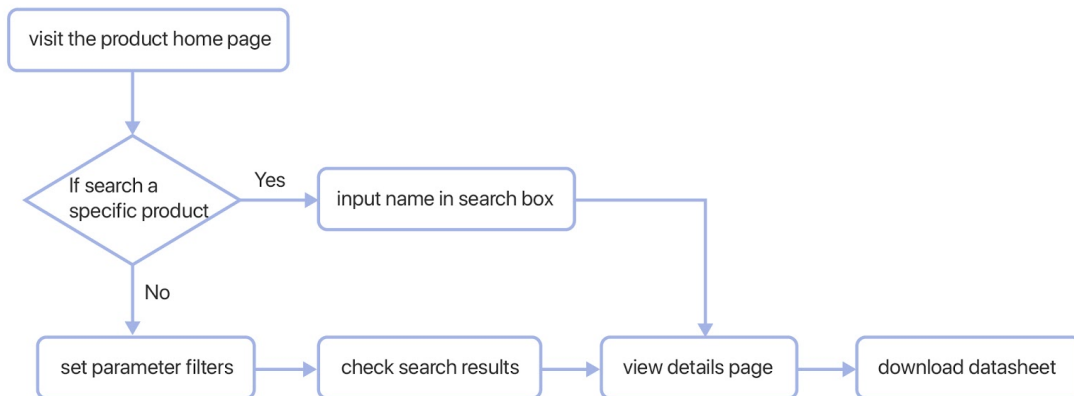 visit the product home page
If search a
specific product
Yes
input name in search box
No
set parameter filters
check search results
view details page
download datasheet